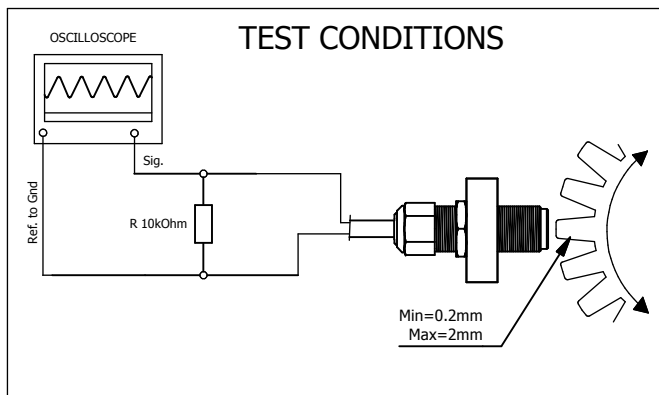 TEST CONDITIONS
OSCILLOSCOPE
Sig.
Ref. to Gnd
R 10kOhm
Min=0.2mm
Max=2mm